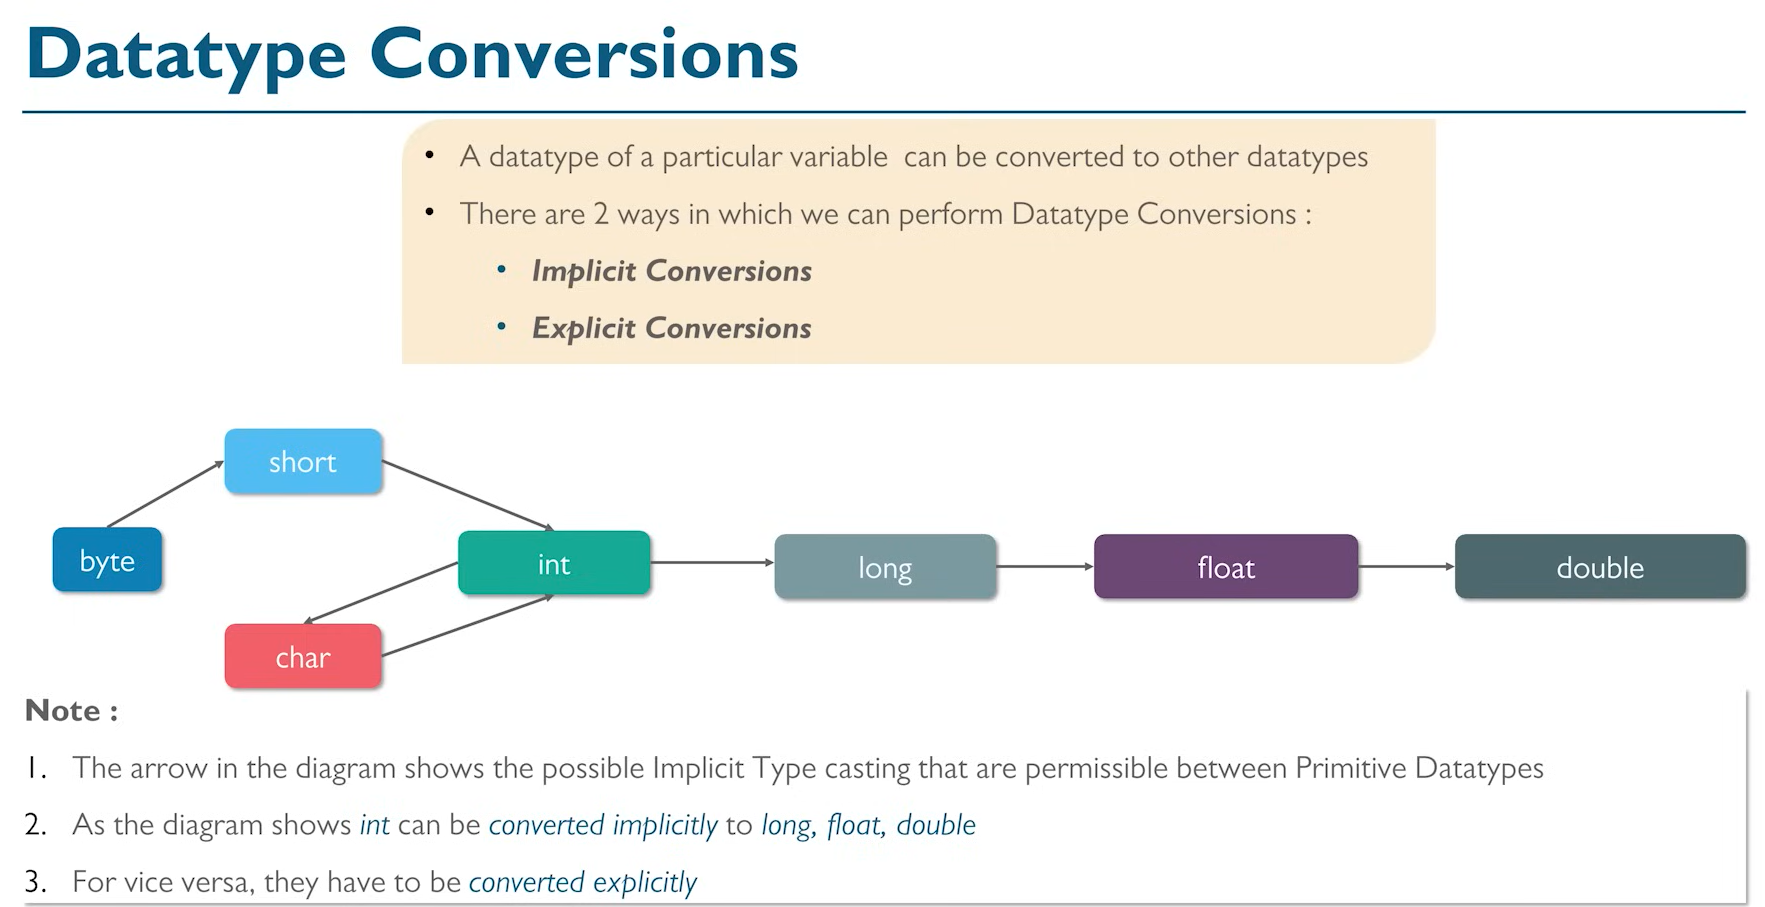 Datatype Conversions
• A datatype of a particular variable can be converted to other datatypes
• There are 2 ways in which we can perform Datatype Conversions :
• Implicit Conversions
• Explicit Conversions
short
byte
int
long
float
double
char
Note :
1. The arrow in the diagram shows the possible Implicit Type casting that are permissible between Primitive Datatypes
2. As the diagram shows int can be converted implicitly to long, float, double
3. For vice versa, they have to be converted explicitly